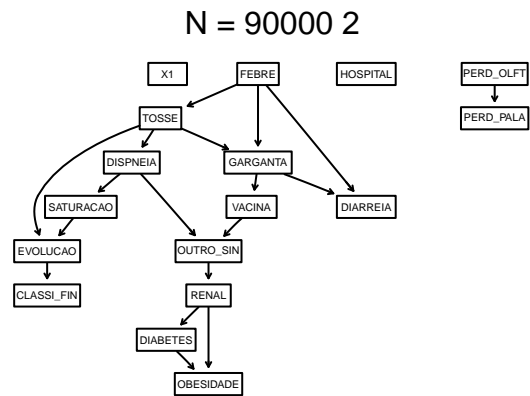 N = 90000 2
X1
FEBRE
HOSPITAL
PERD_OLFT
TOSSE
PERD_PALA
DISPNEIA
GARGANTA
SATURACAO
VACINA
DIARREIA
EVOLUCAO
OUTRO_SIN
CLASSI_FIN
RENAL
DIABETES
OBESIDADE